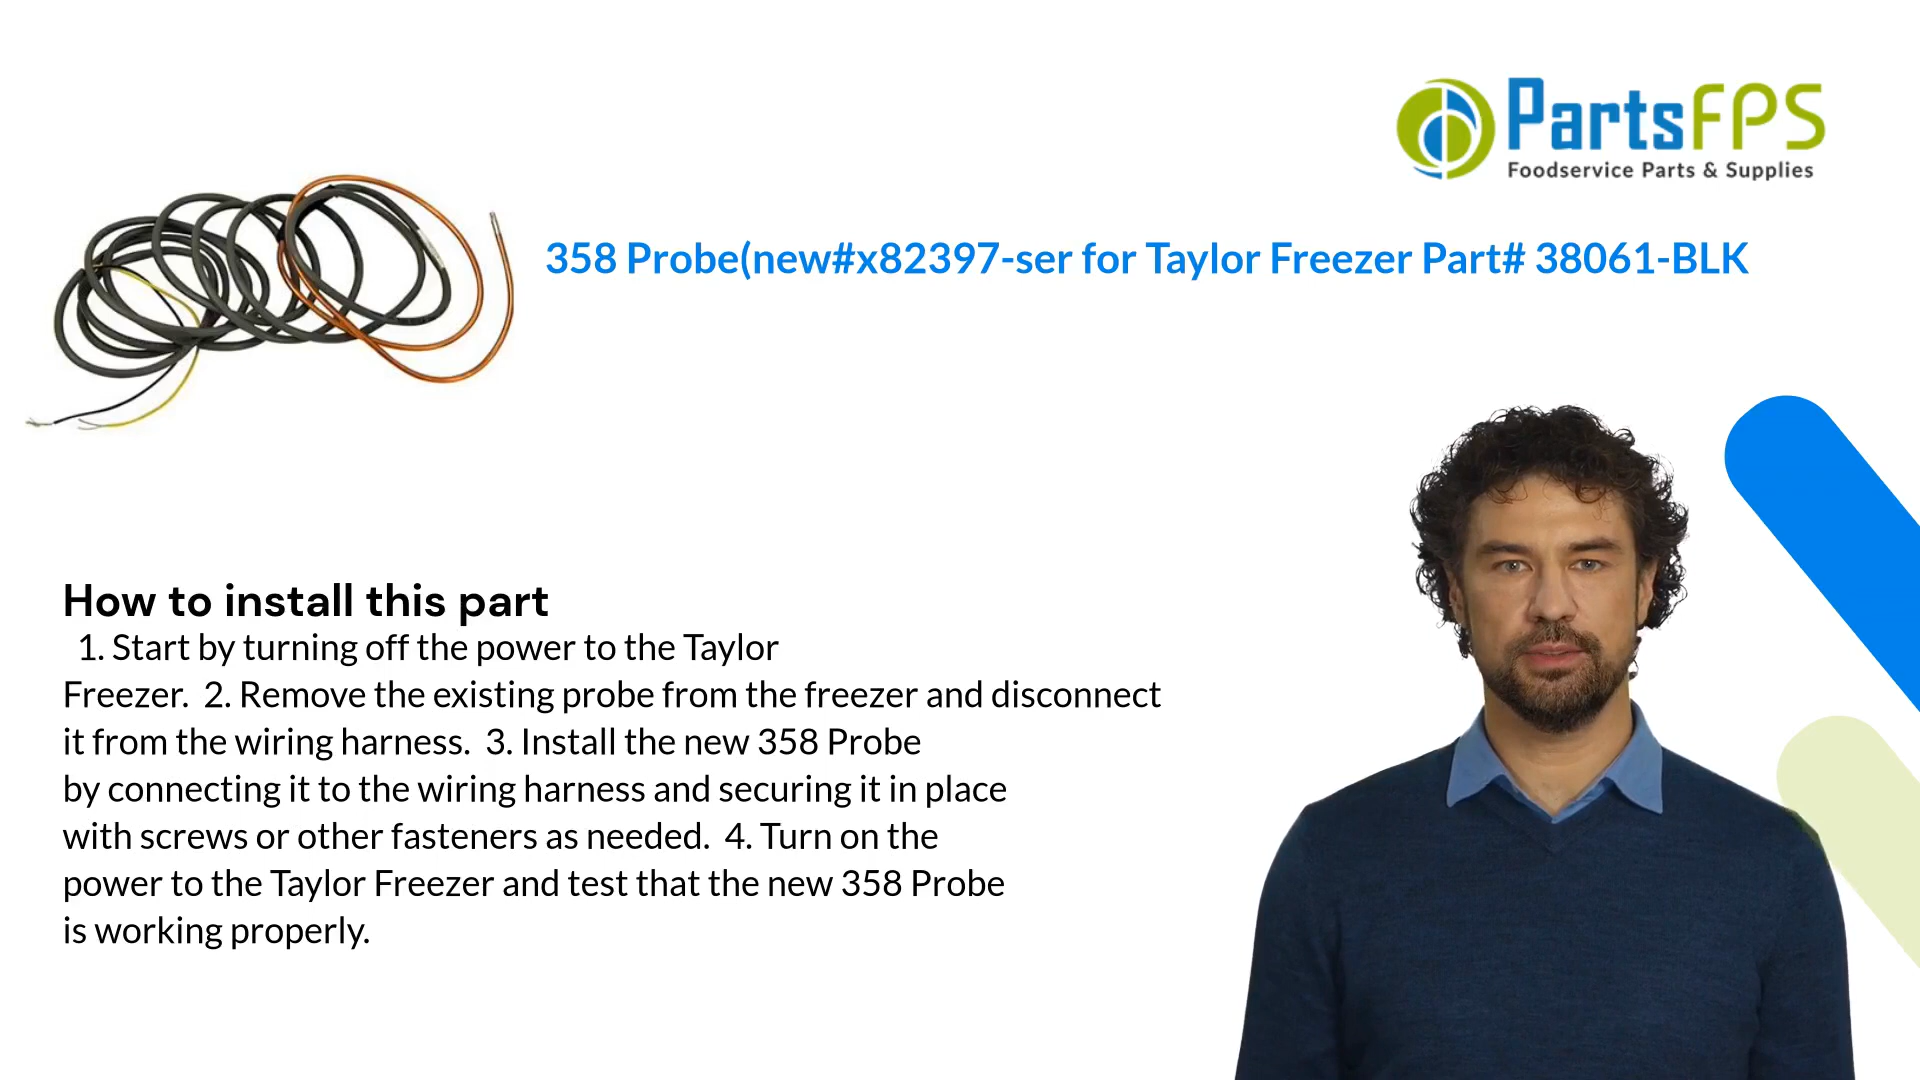 PartsFPS
Foodservice Parts & Supplies
358 Probe(new#x82397-ser for Taylor Freezer Part# 38061-BLK
How to install this part
1. Start by turning off the power to the Taylor
Freezer. 2. Remove the existing probe from the freezer and disconnect
it from the wiring harness. 3. Install the new 358 Probe
by connecting it to the wiring harness and securing it in place
with screws or other fasteners as needed. 4. Turn on the
power to the Taylor Freezer and test that the new 358 Probe
is working properly.